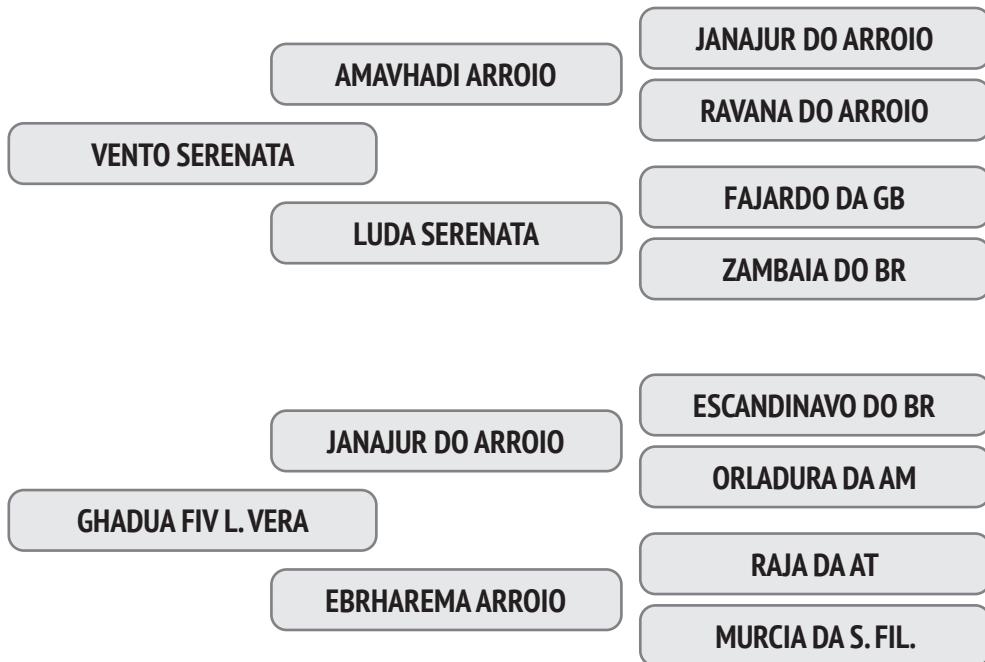 JANAJUR DO ARROIO
AMAVHADI ARROIO
RAVANA DO ARROIO
VENTO SERENATA
FAJARDO DA GB
LUDA SERENATA
ZAMBAIA DO BR
ESCANDINAVO DO BR
JANAJUR DO ARROIO
ORLADURA DA AM
GHADUA FIV L. VERA
RAJA DA AT
EBRHAREMA ARROIO
MURCIA DA S. FIL.